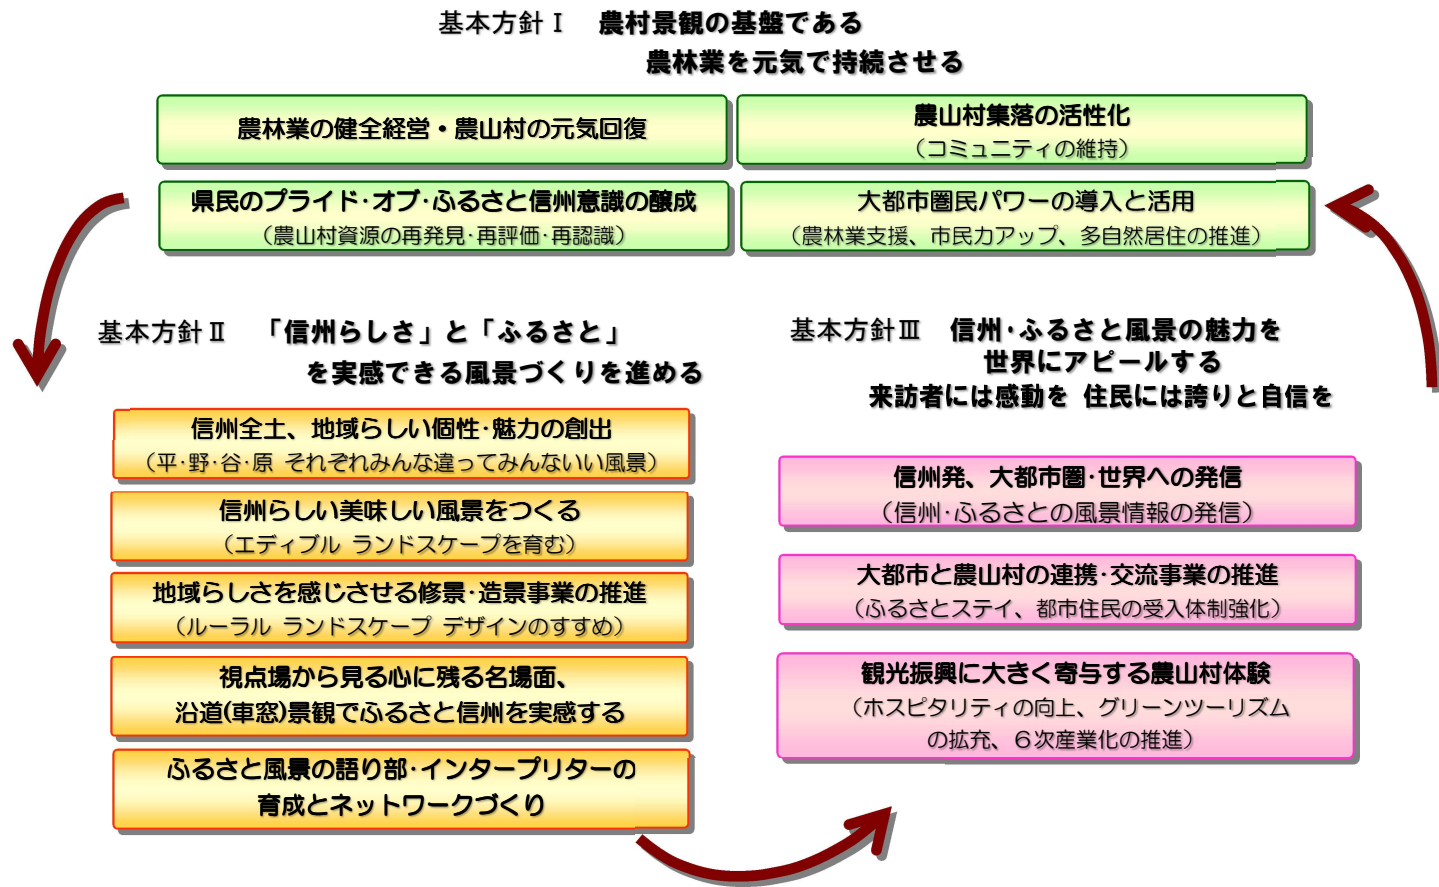 基本方針Ⅰ　農村景観の基盤である
農林業を元気で持続させる
農林業の健全経営・農山村の元気回復
農山村集落の活性化
（コミュニティの維持）
県民のプライド･オブ･ふるさと信州意識の醸成
（農山村資源の再発見･再評価･再認識）
大都市圏民パワーの導入と活用
（農林業支援、市民力アップ、多自然居住の推進）
基本方針Ⅱ　「信州らしさ」と「ふるさと」
を実感できる風景づくりを進める
信州全土、地域らしい個性･魅力の創出
（平･野･谷･原 それぞれみんな違ってみんないい風景）
信州らしい美味しい風景をつくる
（エディブル ランドスケープを育む）
地域らしさを感じさせる修景･造景事業の推進
（ルーラル ランドスケープ デザインのすすめ）
視点場から見る心に残る名場面、
沿道(車窓)景観でふるさと信州を実感する
ふるさと風景の語り部･インタープリターの
育成とネットワークづくり
基本方針Ⅲ　信州･ふるさと風景の魅力を
世界にアピールする
来訪者には感動を 住民には誇りと自信を
信州発、大都市圏･世界への発信
（信州･ふるさとの風景情報の発信）
大都市と農山村の連携･交流事業の推進
（ふるさとステイ、都市住民の受入体制強化）
観光振興に大きく寄与する農山村体験
（ホスピタリティの向上、グリーンツーリズム
の拡充、６次産業化の推進）